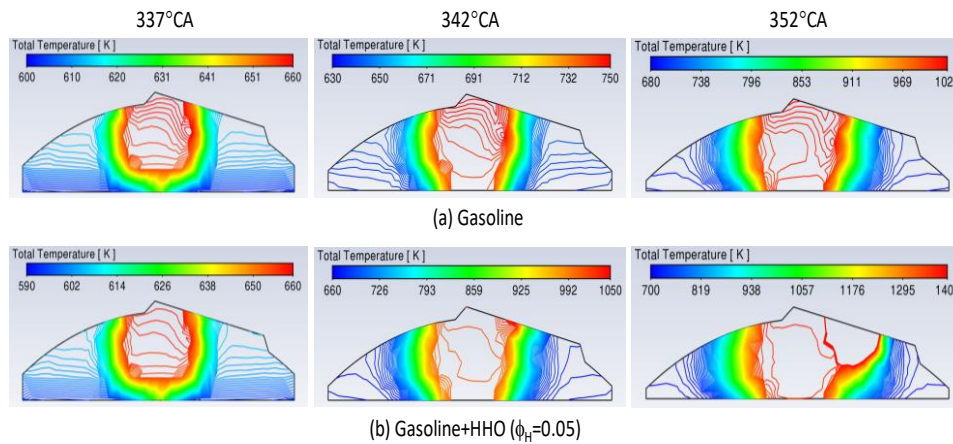 337°CA 342°CA 352°CA
Total Temperature [ K ] Total Temperature [ K ] Total Temperature [ K ]
600 610 620 631 641 651 660 630 650 671 691 712 732 750 680 738 796 853 911 969 102
(a) Gasoline
Total Temperature [ K ] Total Temperature [ K ] Total Temperature [ K ]
590 602 614 626 638 650 660 660 726 793 859 925 992 1050 700 819 938 1057 1176 1295 140
(b) Gasoline+HHO (ϕH=0.05)